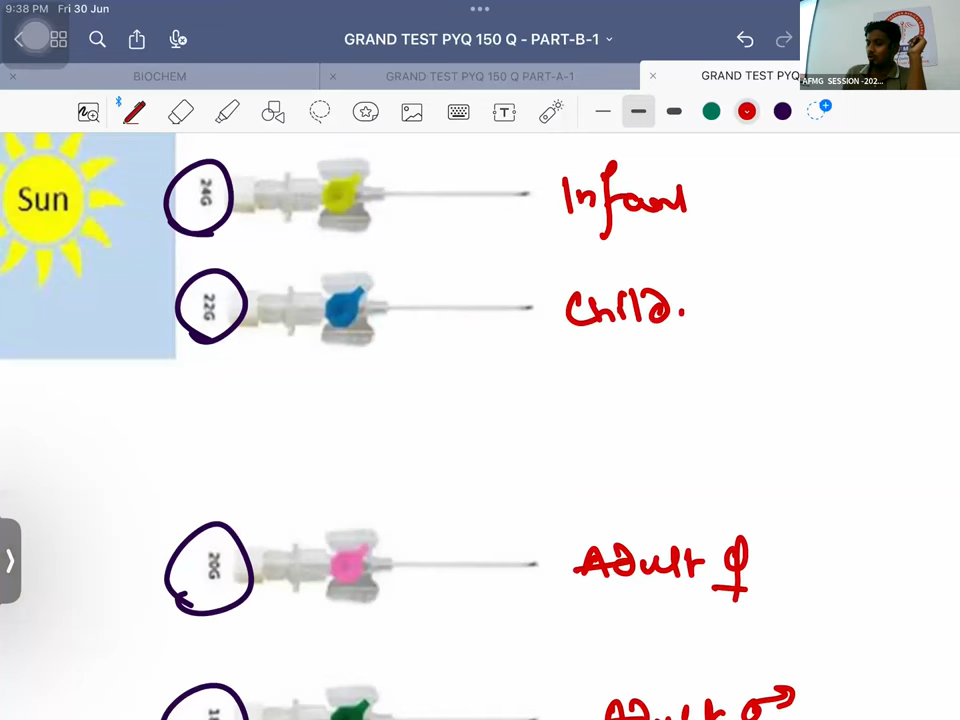 9:38 PM Fri 30 Jun
GRAND TEST PYQ 150 Q - PART-B-1
BIOCHEM
GRAND TEST PYQ 150 Q PART-A-1
GRAND TEST PYQ
AFMG SESSION -202...
Sun
24G
Infant
22G
Child.
20G
Adult ♀
Adult ♂